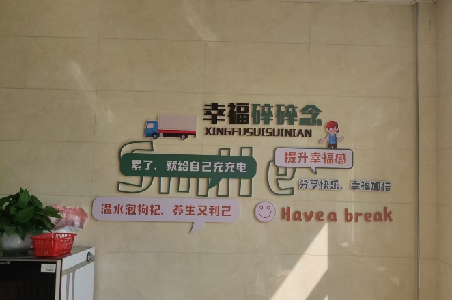 幸福碎碎念
XINGFUSUISUINIAN
累了，就给自己充充电
提升幸福感
Smile
分享快乐，幸福加倍
温水泡枸杞，养生又利己
Have a break